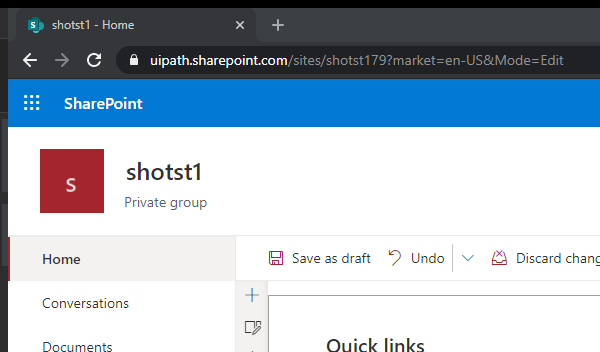 shotst1 - Home
uipath.sharepoint.com/sites/shotst179?market=en-US&Mode=Edit
SharePoint
S
shotst1
Private group
Home
Save as draft Undo Discard chang
Conversations
Documents
Quick links